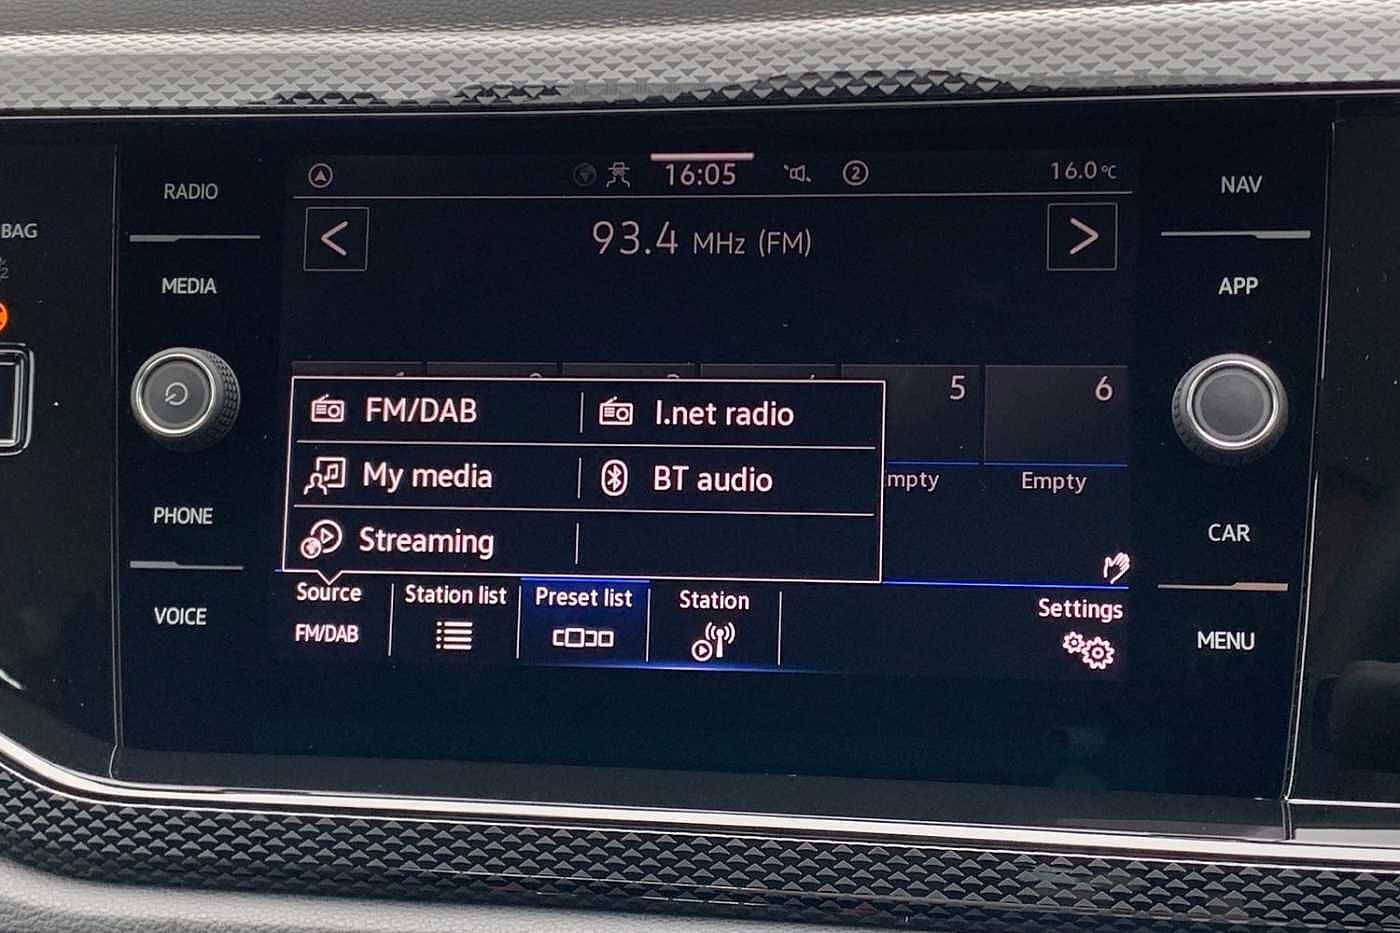 RADIO
MEDIA
PHONE
VOICE
BAG
2
16:05
2
16.0°C
93.4 MHz (FM)
5
6
FM/DAB
I.net radio
My media
BT audio
Streaming
Empty
Source
FM/DAB
Station list
Preset list
Station
Settings
NAV
APP
CAR
MENU